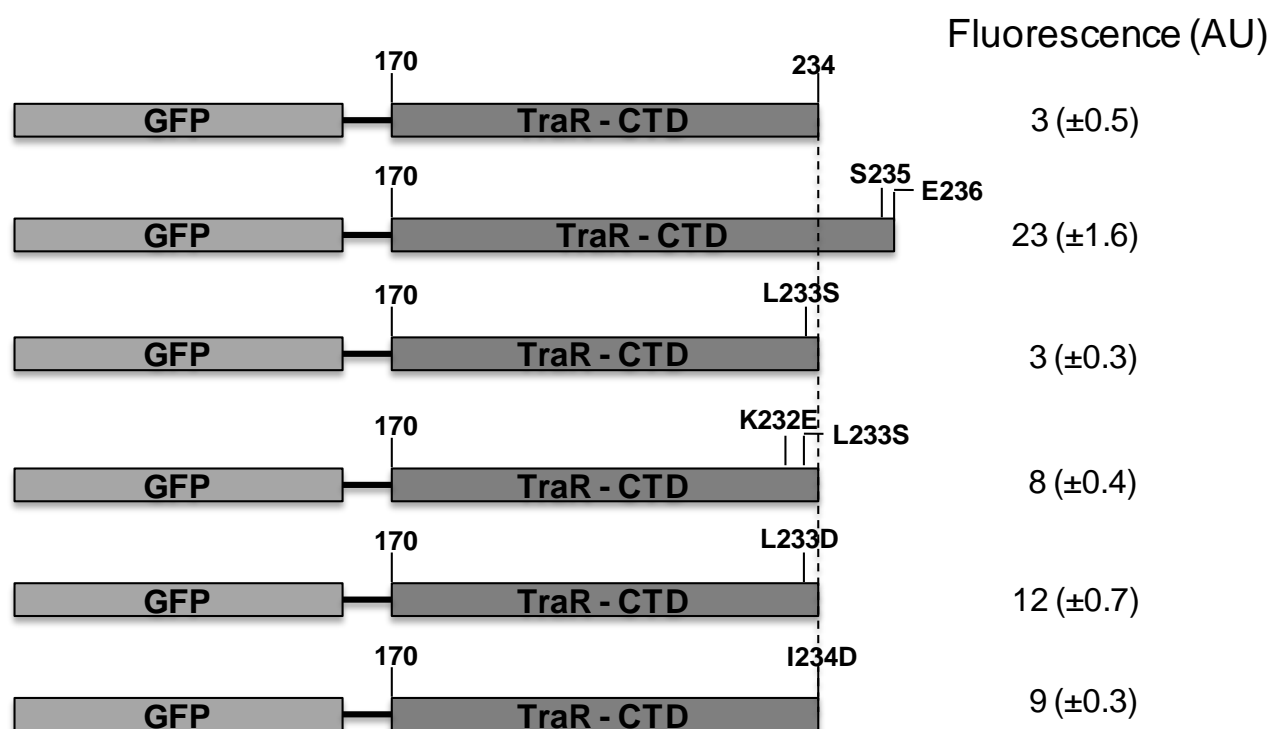 Fluorescence (AU)
170 234
GFP TraR - CTD 3 (±0.5)
170 S235
E236
GFP TraR - CTD 23 (±1.6)
170 L233S
GFP TraR - CTD 3 (±0.3)
170 K232E
L233S
GFP TraR - CTD 8 (±0.4)
170 L233D
GFP TraR - CTD 12 (±0.7)
170 I234D
GFP TraR - CTD 9 (±0.3)